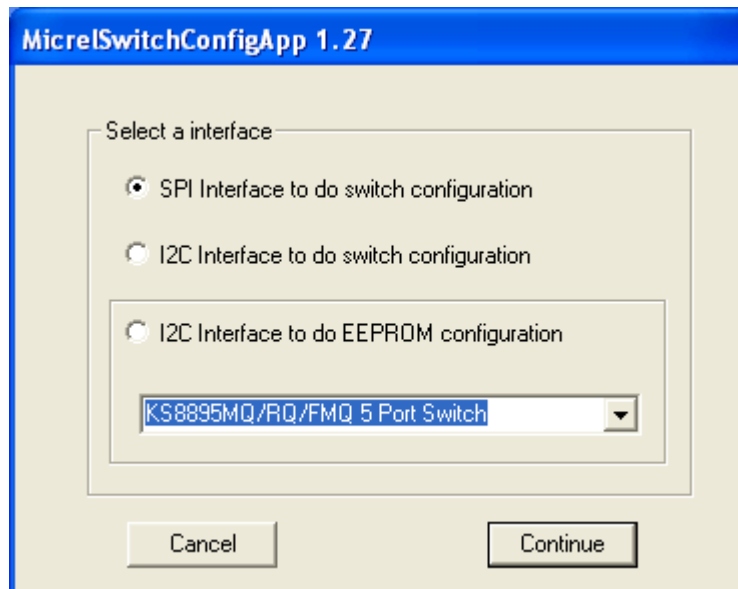 MicrelSwitchConfigApp 1.27
Select a interface
SPI Interface to do switch configuration
I2C Interface to do switch configuration
I2C Interface to do EEPROM configuration
KS8895MQ/RQ/FMQ 5 Port Switch
Cancel
Continue